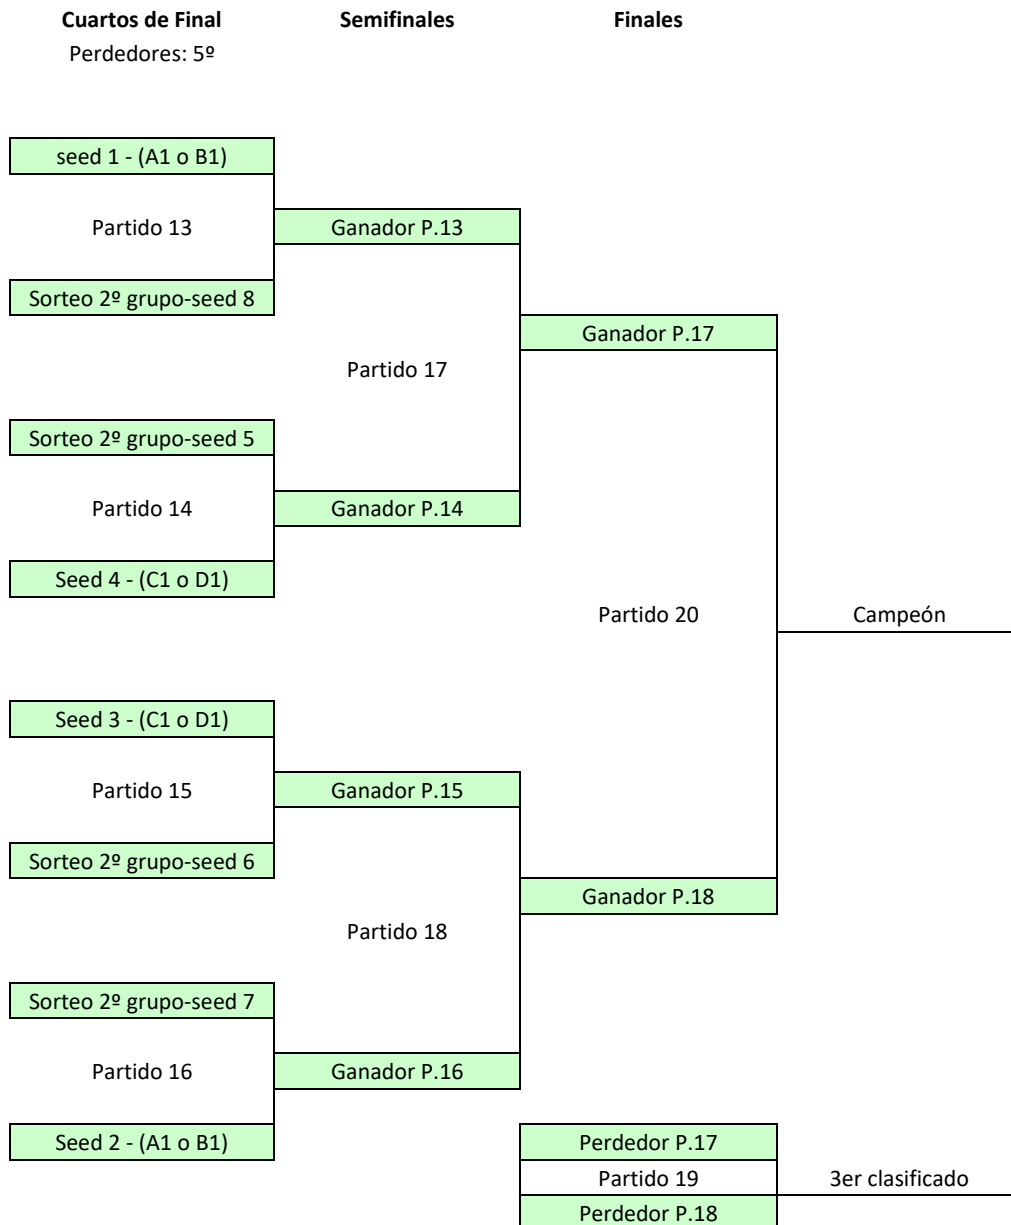 Cuartos de Final Semifinales Finales
Perdedores: 5º
seed 1 - (A1 o B1)
Partido 13 Ganador P.13
Sorteo 2º grupo-seed 8
Ganador P.17
Partido 17
Sorteo 2º grupo-seed 5
Partido 14 Ganador P.14
Seed 4 - (C1 o D1)
Partido 20 Campeón
Seed 3 - (C1 o D1)
Partido 15 Ganador P.15
Sorteo 2º grupo-seed 6
Ganador P.18
Partido 18
Sorteo 2º grupo-seed 7
Partido 16 Ganador P.16
Seed 2 - (A1 o B1) Perdedor P.17
Partido 19 3er clasificado
Perdedor P.18